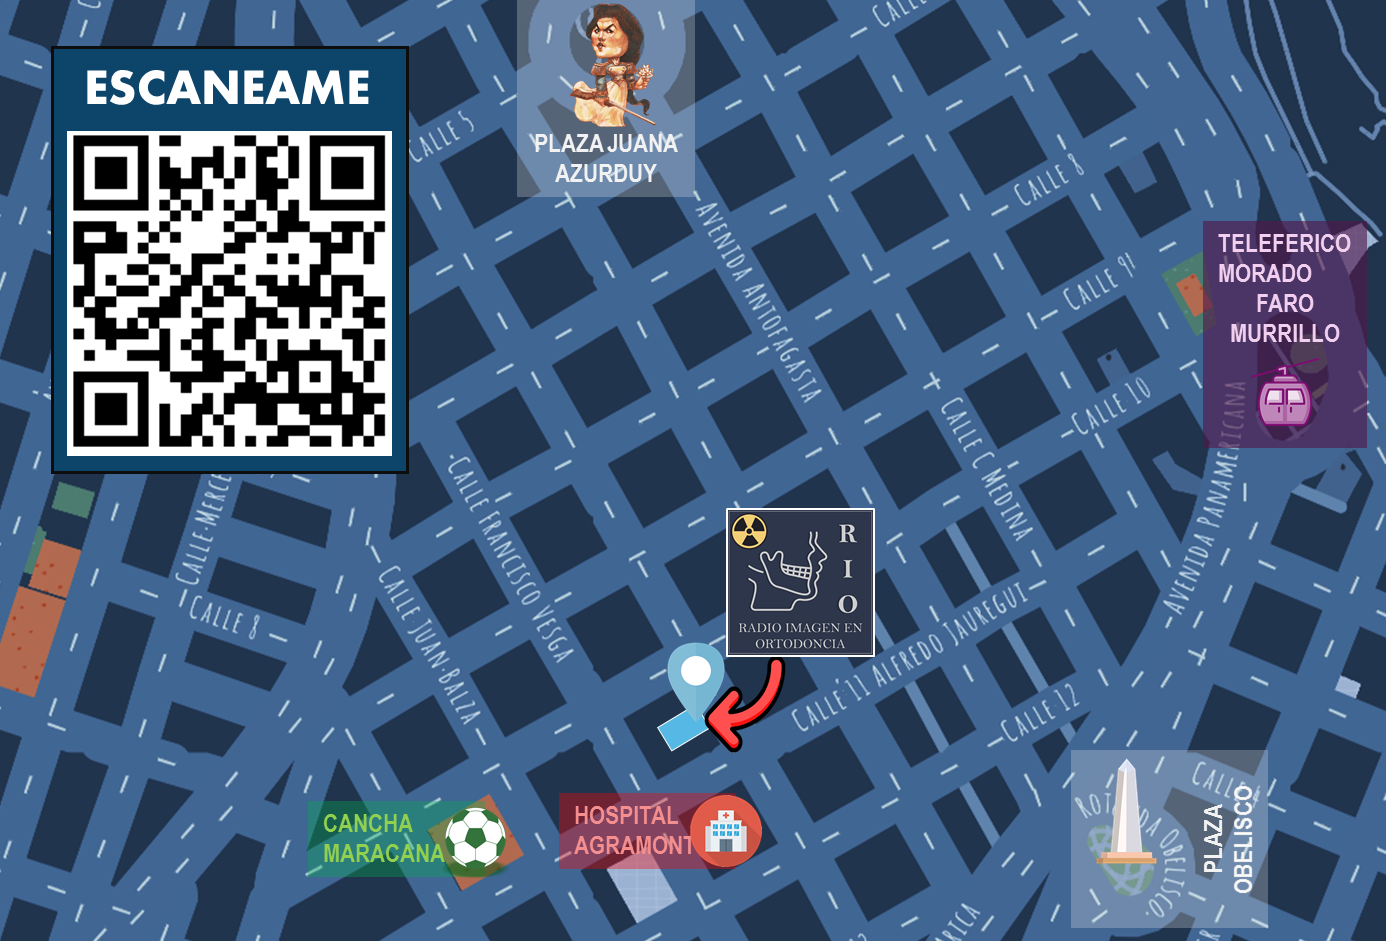 ESCANEAME
CALLE 5
PLAZA JUANA
AZURDUY
CALLE
CALLE 8
CALLE 9
AVENIDA ANTOFAGASTA
TELEFERICO
MORADO
FARO
MURRILLO
CALLE 10
CALLE C MEDINA
AVENIDA PANAMERICANA
CALLE FRANCISCO VESGA
CALLE JUAN BALZA
CALLE 8
R
I
O
RADIO IMAGEN EN
ORTODONCIA
CALLE 11 ALFREDO JAUREGUI
CALLE 12
CANCHA
MARACANA
HOSPITAL
AGRAMONT
ROTONDA OBELISCO
PLAZA
OBELISCO